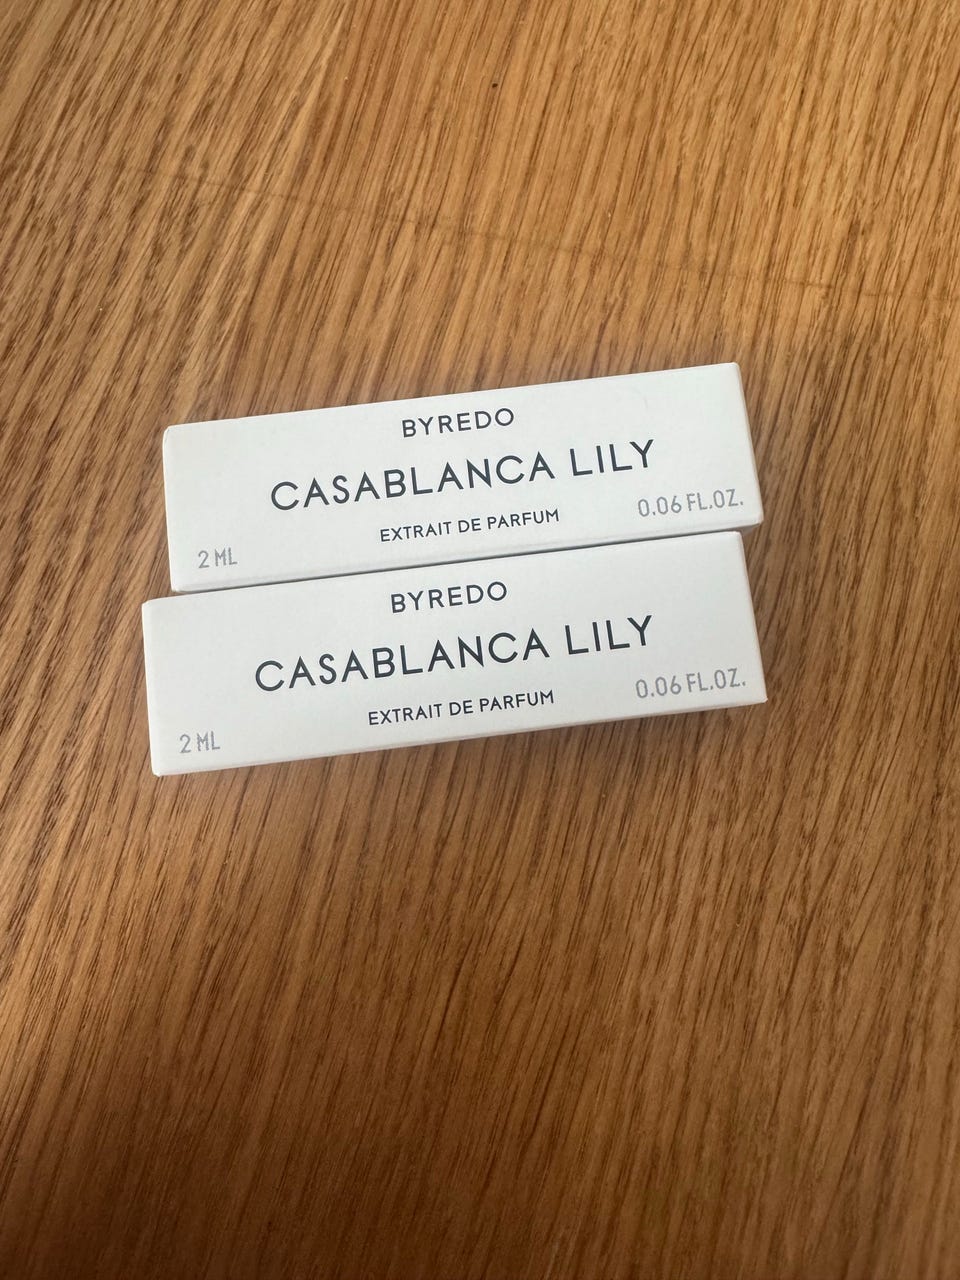 BYREDO
CASABLANCA LILY
EXTRAIT DE PARFUM
2 ML
0.06 FL.OZ.
BYREDO
CASABLANCA LILY
EXTRAIT DE PARFUM
2 ML
0.06 FL.OZ.